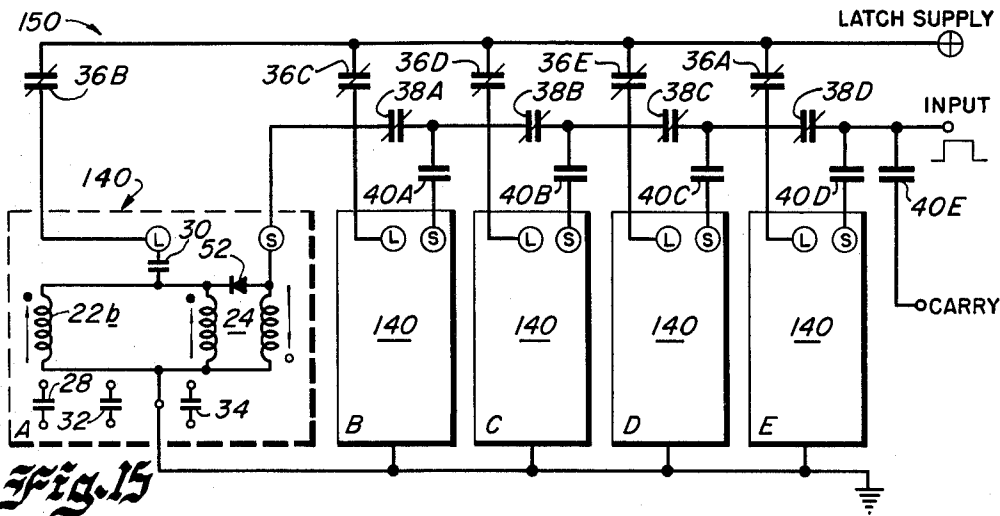 150
LATCH SUPPLY
36B
36C
36D
36E
36A
38A
38B
38C
38D
INPUT
140
40A
40B
40C
40D
40E
L
30
52
S
L
S
L
S
L
S
L
S
22b
24
140
140
140
140
CARRY
28
32
34
A
B
C
D
E
Fig. 15